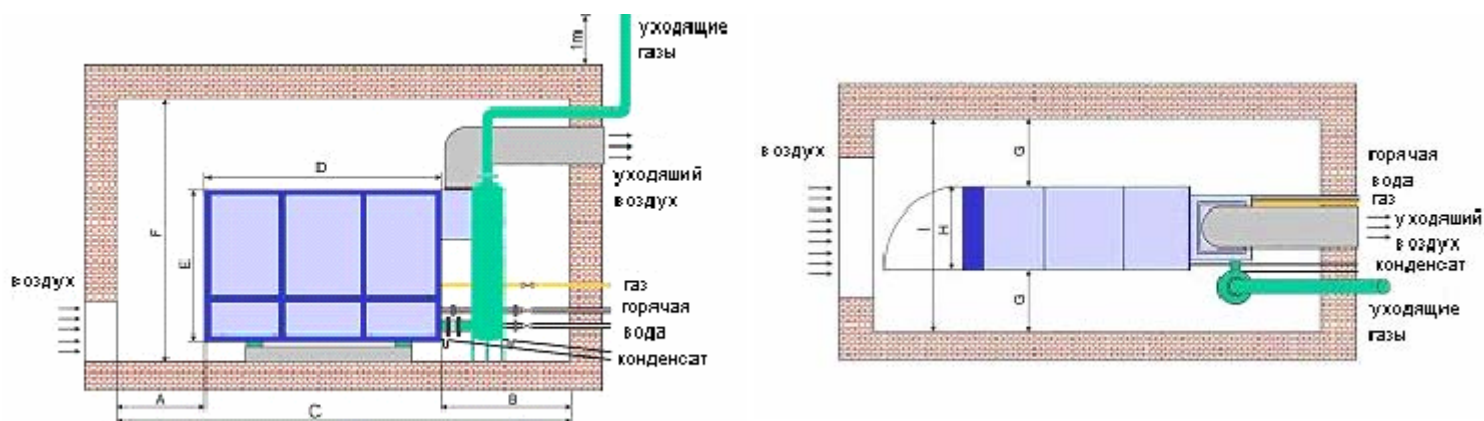 1m
уходящие
газы
D
F
E
уходяший
воздух
воздух
газ
горячая
вода
конденсат
A
B
C
воздух
G
I
H
G
горячая
вода
газ
уходяший
воздух
конденсат
уходящие
газы